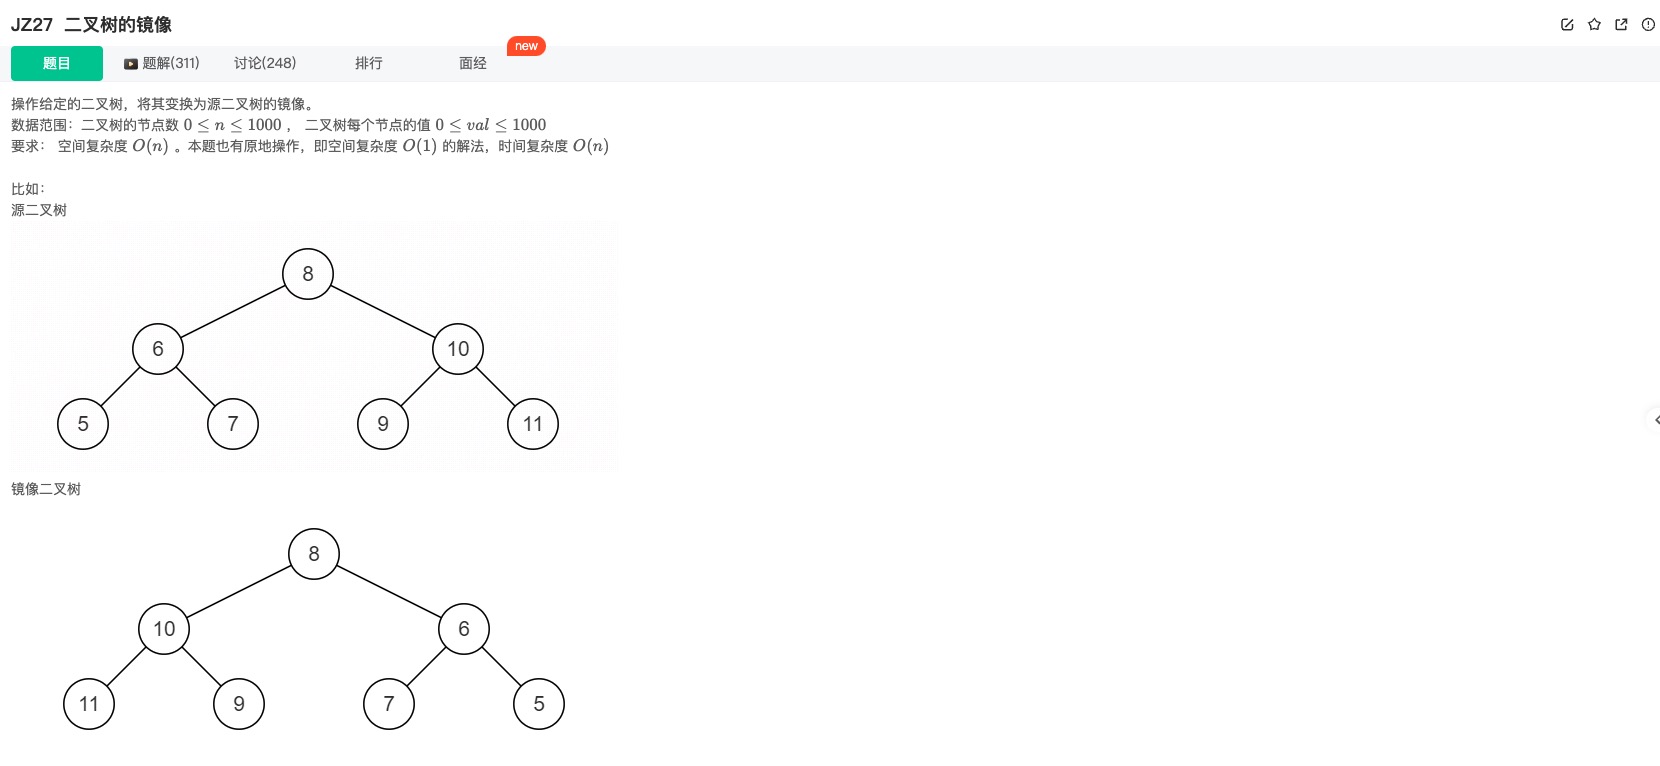 JZ27 二叉树的镜像
题目 题解(311) 讨论(248) 排行 面经 new
操作给定的二叉树，将其变换为源二叉树的镜像。
数据范围：二叉树的节点数 0 ≤ n ≤ 1000 ， 二叉树每个节点的值 0 ≤ val ≤ 1000
要求： 空间复杂度 O(n) 。本题也有原地操作，即空间复杂度 O(1) 的解法，时间复杂度 O(n)
比如：
源二叉树
8
6 10
5 7 9 11
镜像二叉树
8
10 6
11 9 7 5